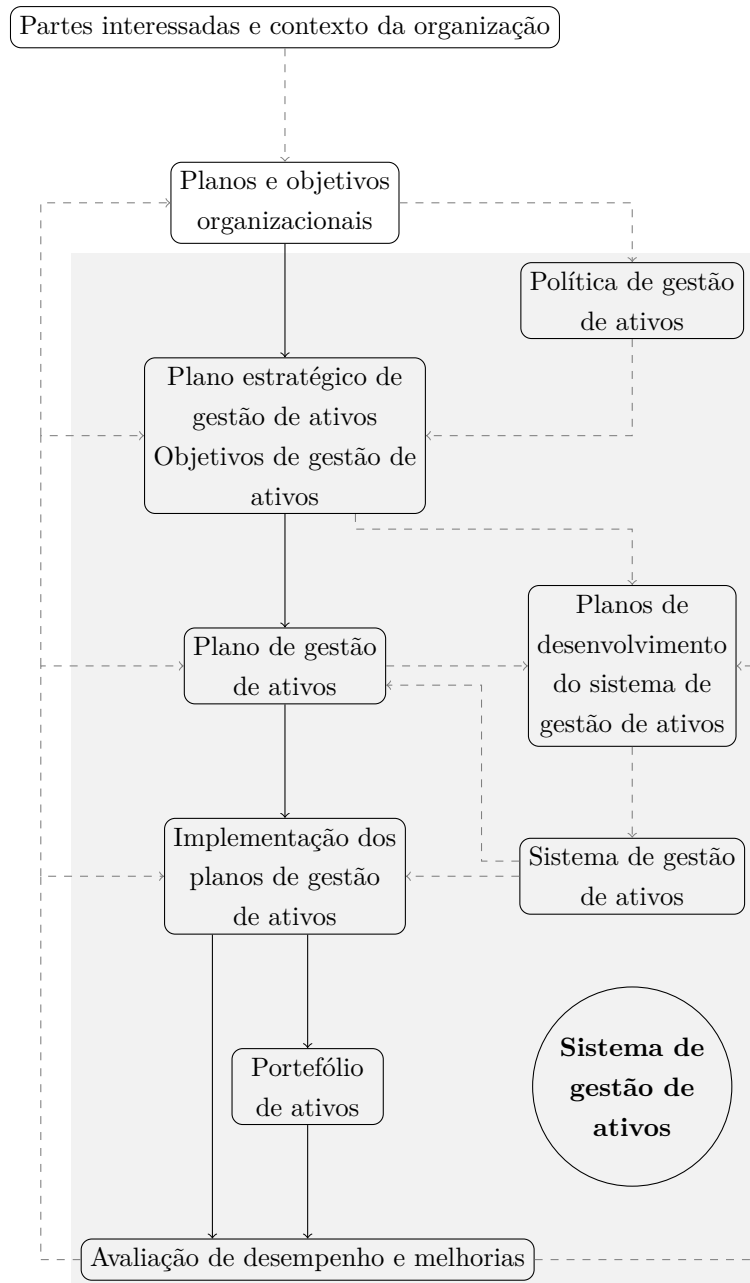 Partes interessadas e contexto da organização
Planos e objetivos
organizacionais
Política de gestão
de ativos
Plano estratégico de
gestão de ativos
Objetivos de gestão de
ativos
Planos de
desenvolvimento
do sistema de
gestão de ativos
Plano de gestão
de ativos
Implementação dos
planos de gestão
de ativos
Sistema de gestão
de ativos
Portefólio
de ativos
Sistema de
gestão de
ativos
Avaliação de desempenho e melhorias